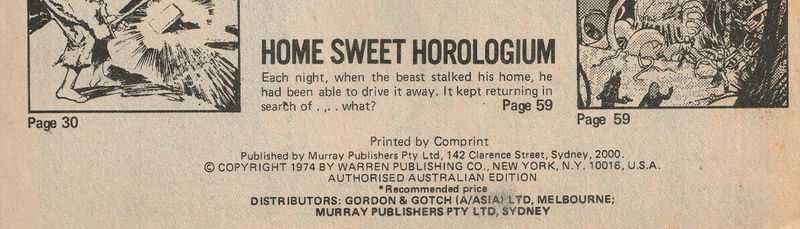 HOME SWEET HOROLOGIUM
Each night, when the beast stalked his home, he
had been able to drive it away. It kept returning in
search of . ,. . what? Page 59
Page 30
Page 59
Printed by Comprint
Published by Murray Publishers Pty Ltd, 142 Clarence Street, Sydney, 2000.
© COPYRIGHT 1974 BY WARREN PUBLISHING CO., NEW YORK, N.Y. 10016, U.S.A.
AUTHORISED AUSTRALIAN EDITION
*Recommended price
DISTRIBUTORS: GORDON & GOTCH (A/ASIA) LTD, MELBOURNE;
MURRAY PUBLISHERS PTY LTD, SYDNEY